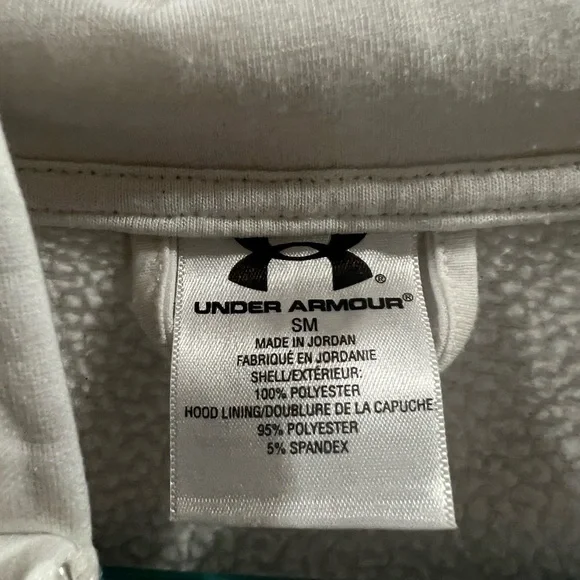 UNDER ARMOUR®
SM
MADE IN JORDAN
FABRIQUÉ EN JORDANIE
SHELL/EXTÉRIEUR:
100% POLYESTER
HOOD LINING/DOUBLURE DE LA CAPUCHE
95% POLYESTER
5% SPANDEX